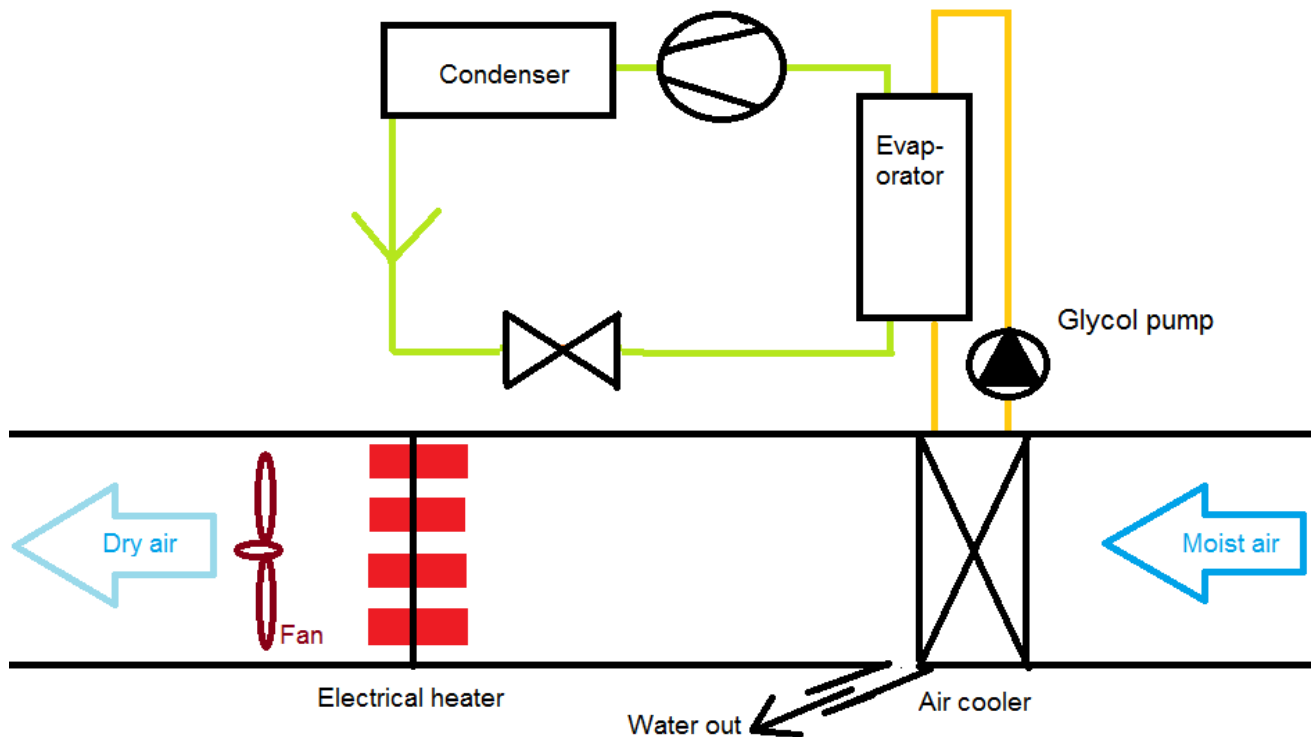 Condenser
Evap-
orator
Glycol pump
Dry air
Moist air
Fan
Electrical heater
Air cooler
Water out